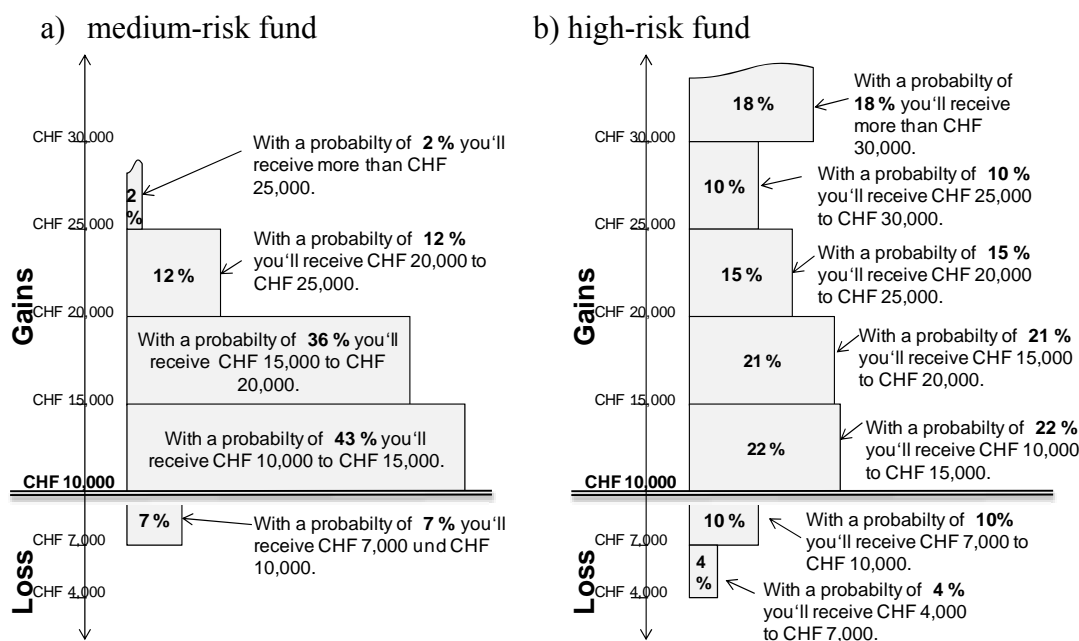 a) medium-risk fund
CHF 30,000
With a probabilty of 2 % you‘ll
receive more than CHF
25,000.
2
%
CHF 25,000
With a probabilty of 12 %
you‘ll receive CHF 20,000 to
CHF 25,000.
12 %
Gains
CHF 20,000
With a probabilty of 36 % you‘ll
receive CHF 15,000 to CHF
20,000.
CHF 15,000
With a probabilty of 43 % you‘ll
receive CHF 10,000 to CHF 15,000.
CHF 10,000
7 %
With a probabilty of 7 % you‘ll
receive CHF 7,000 und CHF
10,000.
Loss
CHF 7,000
CHF 4,000
b) high-risk fund
18 %
With a probabilty of
18 % you‘ll receive
more than CHF
30,000.
CHF 30,000
10 %
With a probabilty of 10 %
you‘ll receive CHF 25,000
to CHF 30,000.
CHF 25,000
15 %
With a probabilty of 15 %
you‘ll receive CHF 20,000
to CHF 25,000.
Gains
CHF 20,000
21 %
With a probabilty of 21 %
you‘ll receive CHF 15,000
to CHF 20,000.
CHF 15,000
22 %
With a probabilty of 22 %
you‘ll receive CHF 10,000
to CHF 15,000.
CHF 10,000
10 %
With a probabilty of 10%
you‘ll receive CHF 7,000 to
CHF 10,000.
Loss
CHF 7,000
4
%
With a probabilty of 4 %
you‘ll receive CHF 4,000
to CHF 7,000.
CHF 4,000